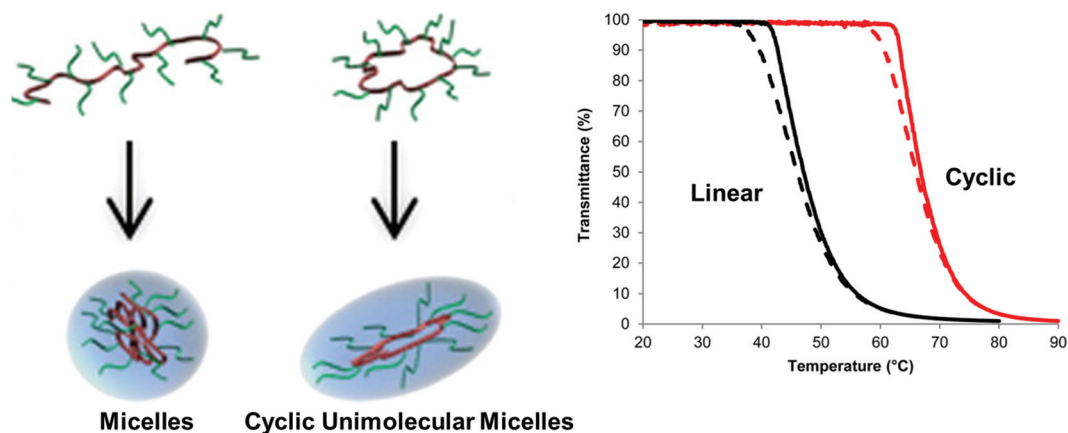 Micelles
Cyclic Unimolecular Micelles
Transmittance (%)
100
90
80
70
60
50
40
30
20
10
0
Linear
Cyclic
20 30 40 50 60 70 80 90
Temperature (°C)